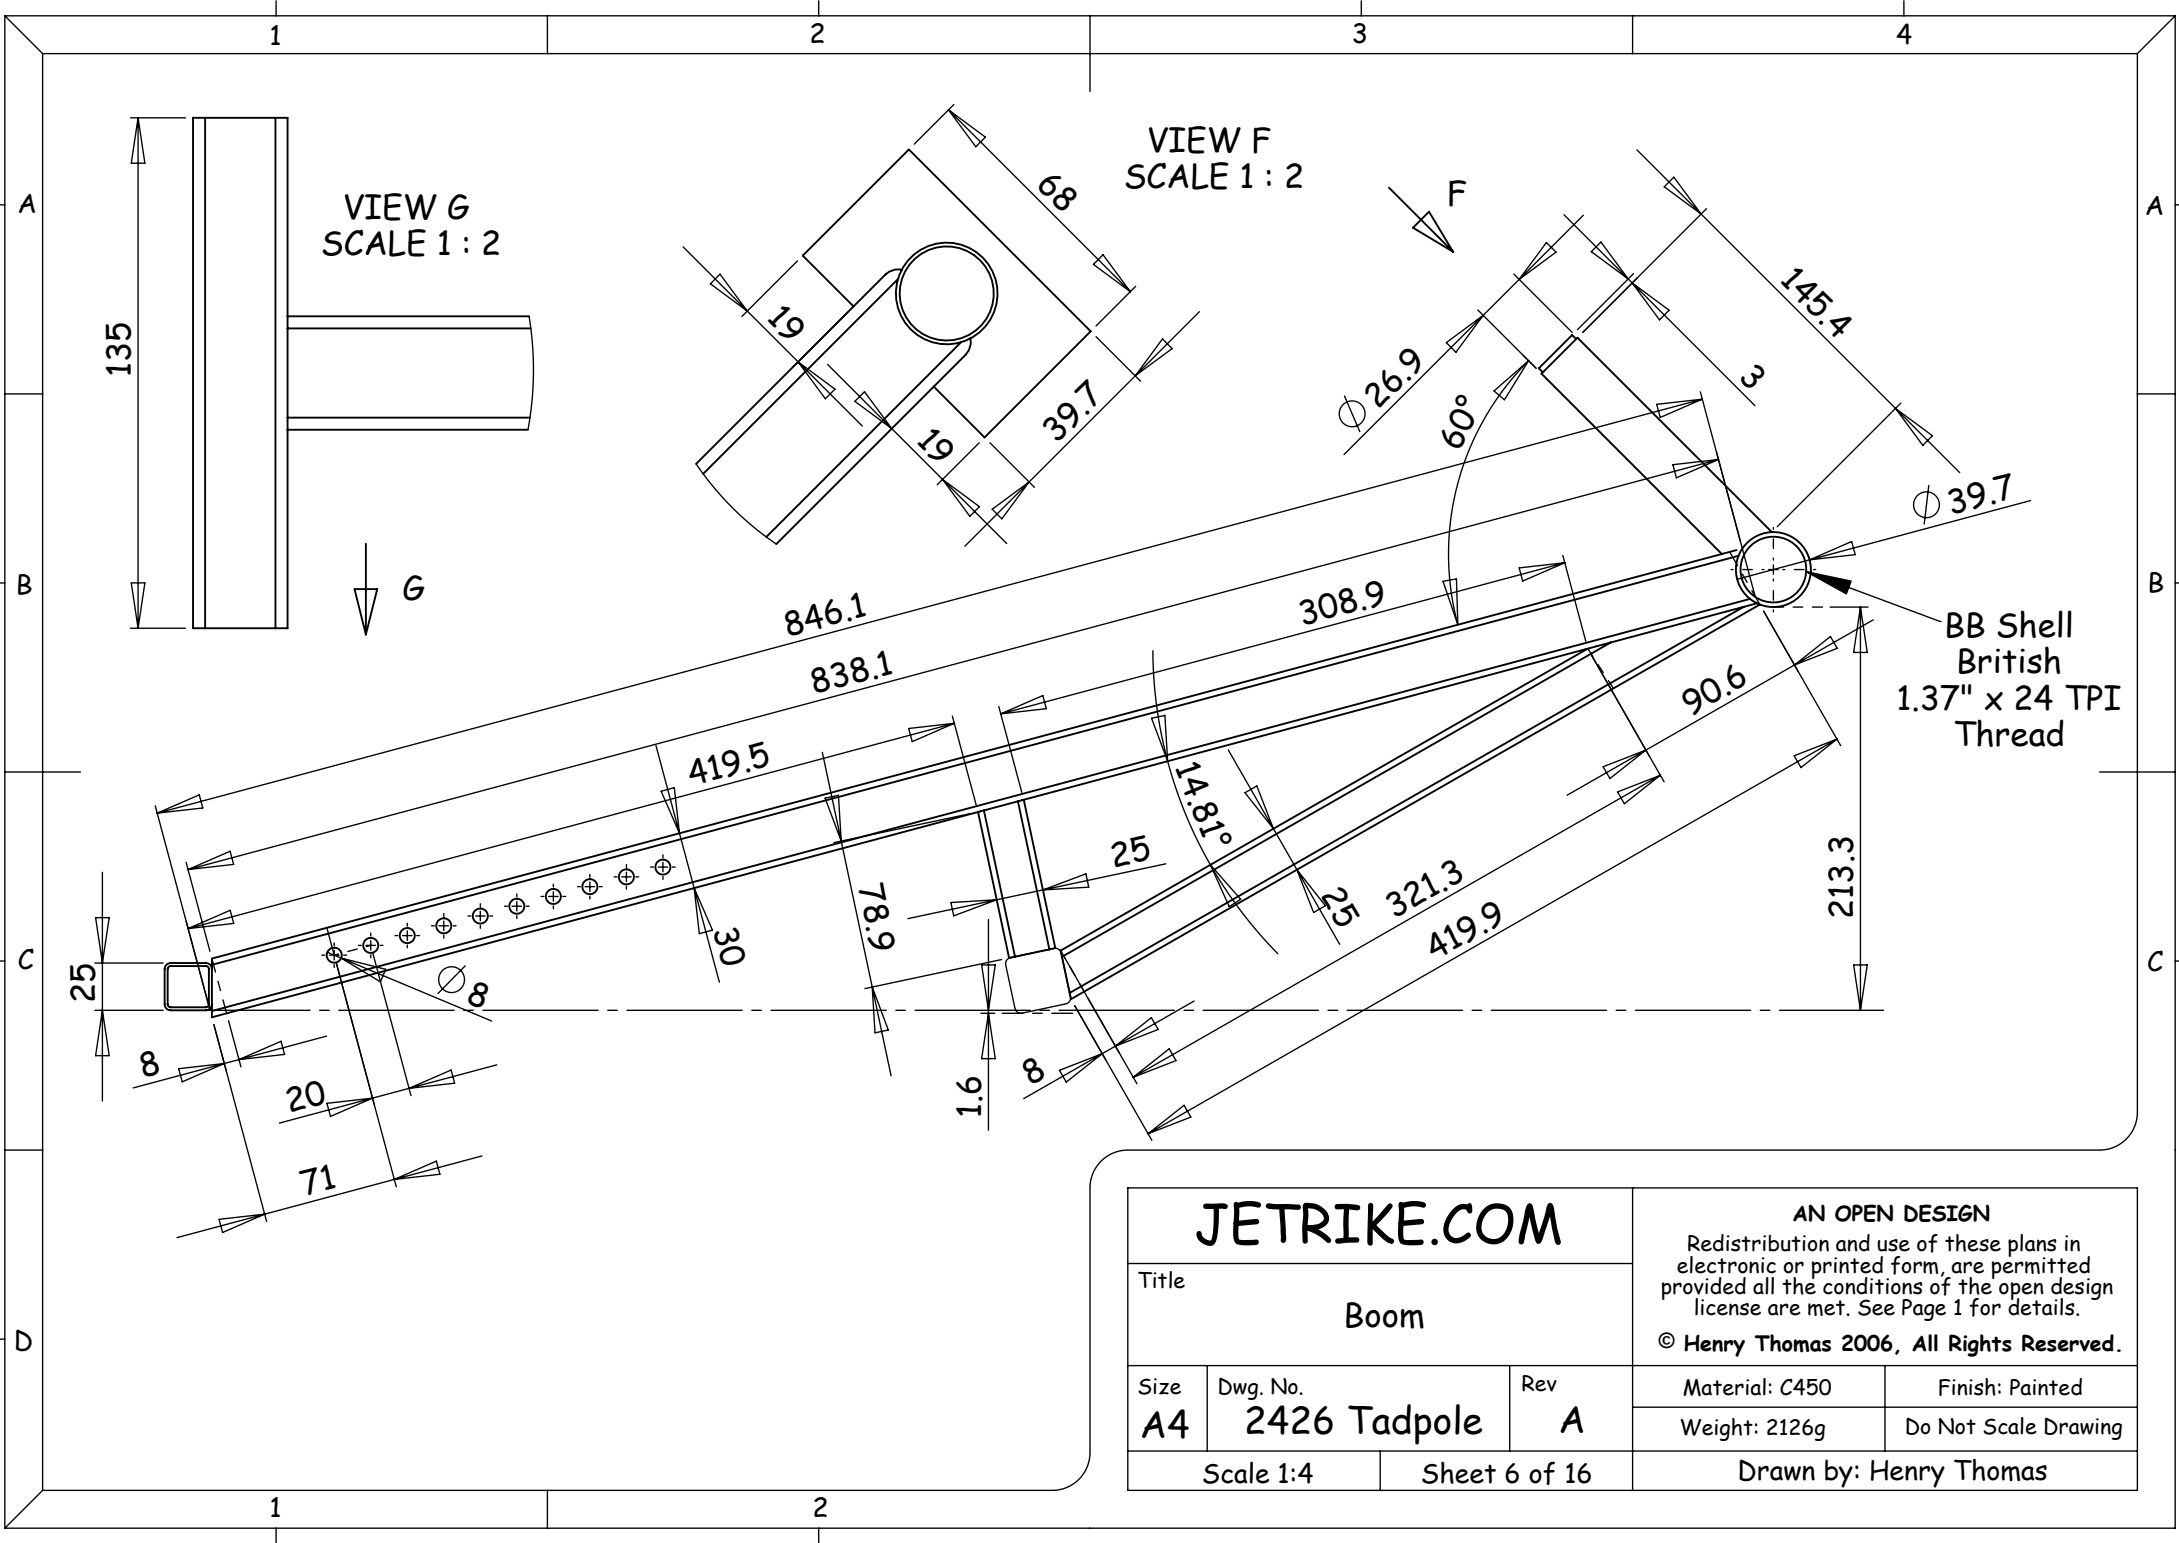 1
2
3
4
A
A
VIEW G
SCALE 1 : 2
VIEW F
SCALE 1 : 2
F
68
135
19
19
39.7
145.4
3
Ø 26.9
60°
Ø 39.7
B
B
G
846.1
838.1
308.9
BB Shell
British
1.37" x 24 TPI
Thread
419.5
90.6
14.81°
25
25
321.3
419.9
213.3
78.9
30
Ø 8
C
C
25
8
20
71
1.6
8
JETRIKE.COM
Title
Boom
Size
A4
Dwg. No.
2426 Tadpole
Rev
A
Scale 1:4
Sheet 6 of 16
AN OPEN DESIGN
Redistribution and use of these plans in
electronic or printed form, are permitted
provided all the conditions of the open design
license are met. See Page 1 for details.
© Henry Thomas 2006, All Rights Reserved.
Material: C450
Finish: Painted
Weight: 2126g
Do Not Scale Drawing
Drawn by: Henry Thomas
D
1
2